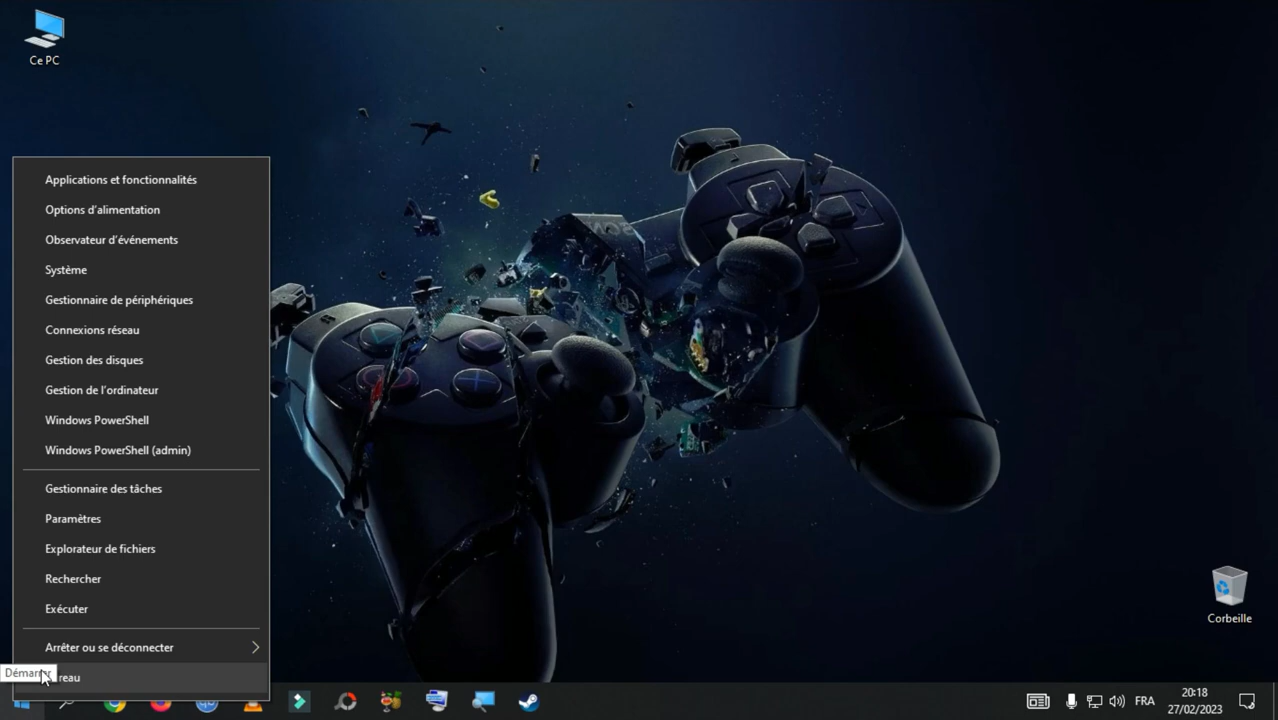 Ce PC
Applications et fonctionnalités
Options d'alimentation
Observateur d'événements
Système
Gestionnaire de périphériques
Connexions réseau
Gestion des disques
Gestion de l'ordinateur
Windows PowerShell
Windows PowerShell (admin)
Gestionnaire des tâches
Paramètres
Explorateur de fichiers
Rechercher
Exécuter
Arrêter ou se déconnecter
Démarrer
reau
Corbeille
FRA
20:18
27/02/2023
SONY